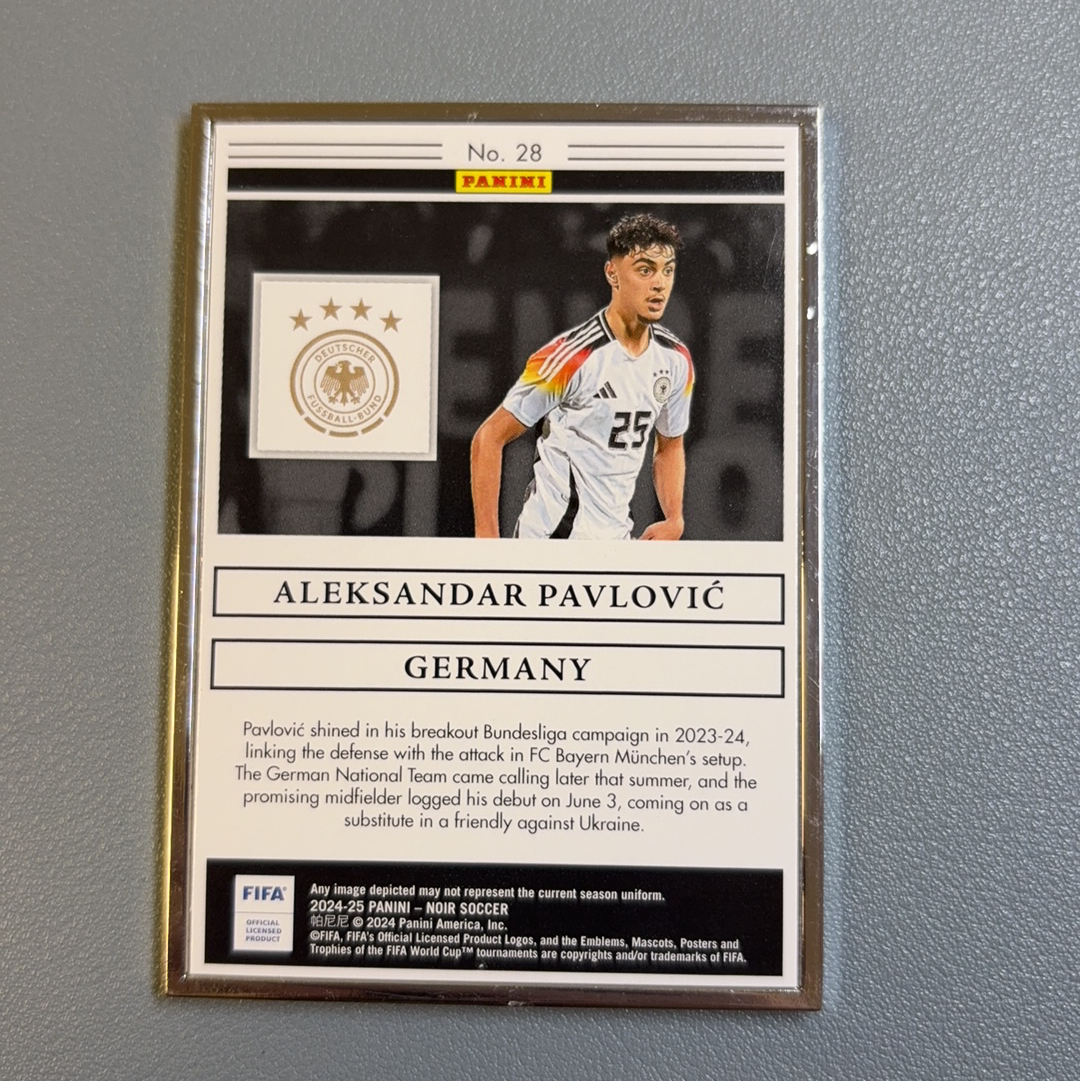 No. 28
PANINI
DEUTSCHER
FUSSBALL-BUND
25
ALEKSANDAR PAVLOVIĆ
GERMANY
Pavlović shined in his breakout Bundesliga campaign in 2023-24,
linking the defense with the attack in FC Bayern München's setup.
The German National Team came calling later that summer, and the
promising midfielder logged his debut on June 3, coming on as a
substitute in a friendly against Ukraine.
FIFA®
OFFICIAL
LICENSED
PRODUCT
Any image depicted may not represent the current season uniform.
2024-25 PANINI – NOIR SOCCER
帕尼尼 © 2024 Panini America, Inc.
©FIFA, FIFA's Official Licensed Product Logos, and the Emblems, Mascots, Posters and
Trophies of the FIFA World Cup™ tournaments are copyrights and/or trademarks of FIFA.